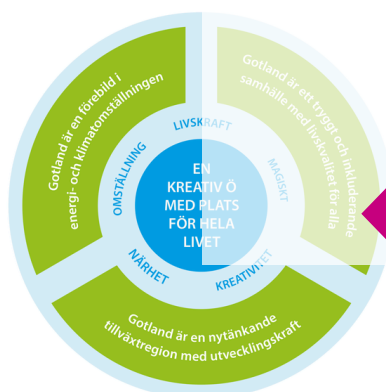 Gotland är en förebild i
energi- och klimatomställningen
Gotland är ett tryggt och inkluderande
samhälle med livskvalitet för alla
LIVSKRAFT
MAGISKT
KREATIVITET
NÄRHET
OMSTÄLLNING
EN
KREATIV Ö
MED PLATS
FÖR HELA
LIVET
Gotland är en nytänkande
tillväxtregion med utvecklingskraft